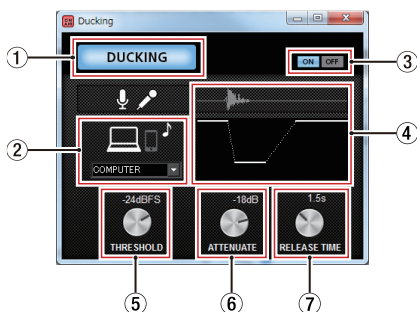 Ducking
DUCKING
ON OFF
COMPUTER
-24dBFS -18dB 1.5s
THRESHOLD ATTENUATE RELEASE TIME
1
2
3
4
5
6
7